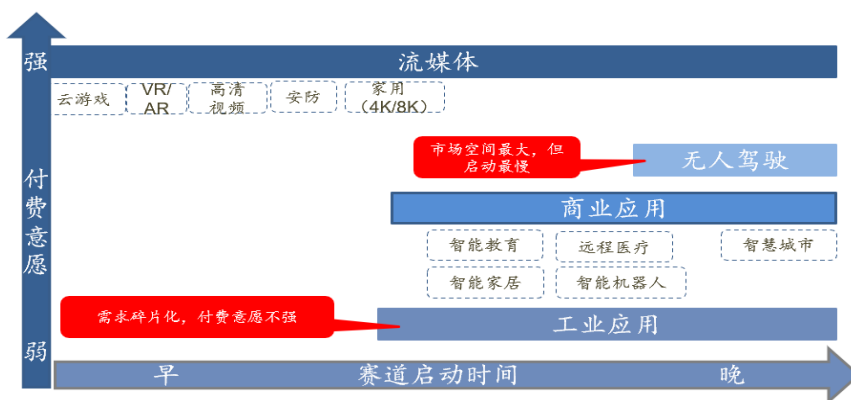 强
流媒体
云游戏
VR/
AR
高清
视频
安防
家用
（4K/8K）
市场空间最大，但
启动最慢
无人驾驶
付费意愿
商业应用
智能教育
远程医疗
智慧城市
智能家居
智能机器人
需求碎片化，付费意愿不强
工业应用
弱
早
赛道启动时间
晚